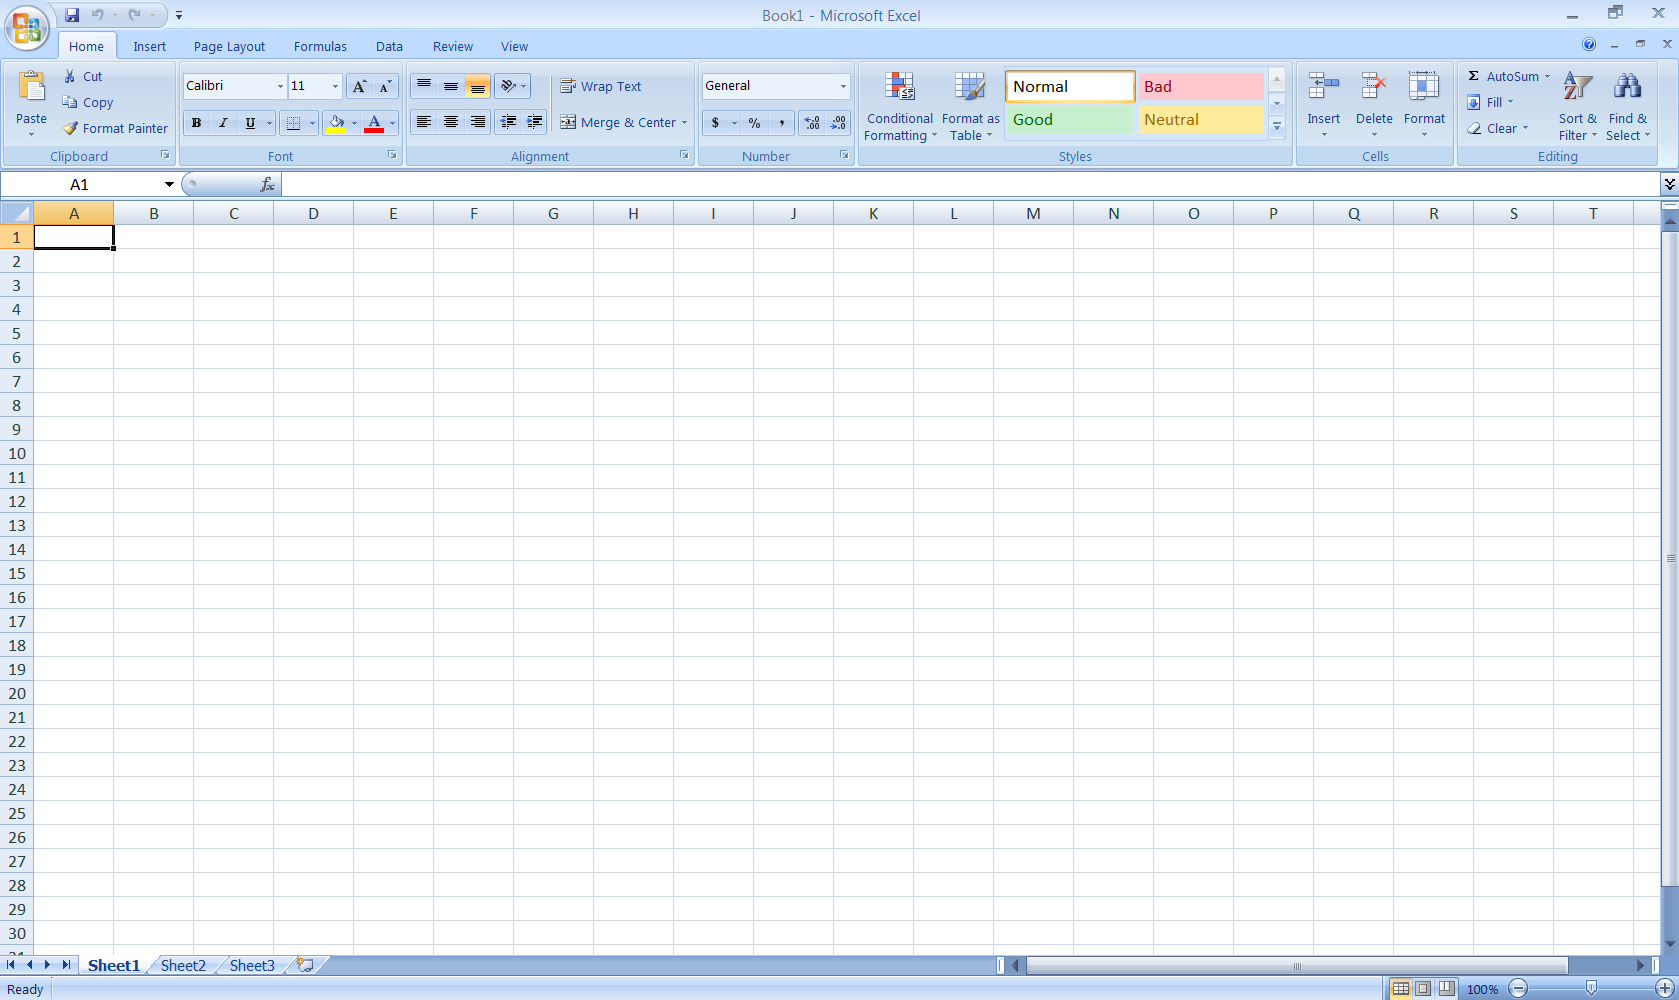 Book1 - Microsoft Excel
Home Insert Page Layout Formulas Data Review View
Paste
Cut
Copy
Format Painter
Clipboard
Calibri 11
B I U
Font
Wrap Text
Merge & Center
Alignment
General
$ % ,
Number
Conditional Formatting
Format as Table
Normal Bad
Good Neutral
Styles
Insert Delete Format
Cells
Σ AutoSum
Fill
Clear
Sort & Filter
Find & Select
Editing
A1 fx
A B C D E F G H I J K L M N O P Q R S T
1
2
3
4
5
6
7
8
9
10
11
12
13
14
15
16
17
18
19
20
21
22
23
24
25
26
27
28
29
30
Sheet1 Sheet2 Sheet3
Ready 100%